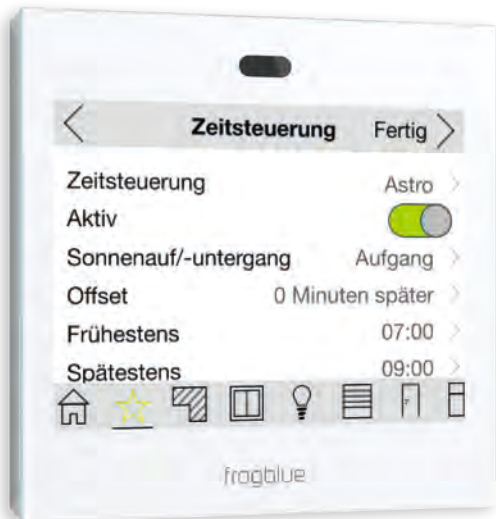 Zeitsteuerung Fertig
Zeitsteuerung Astro
Aktiv
Sonnenauf/-untergang Aufgang
Offset 0 Minuten später
Frühestens 07:00
Spätestens 09:00
frogblue